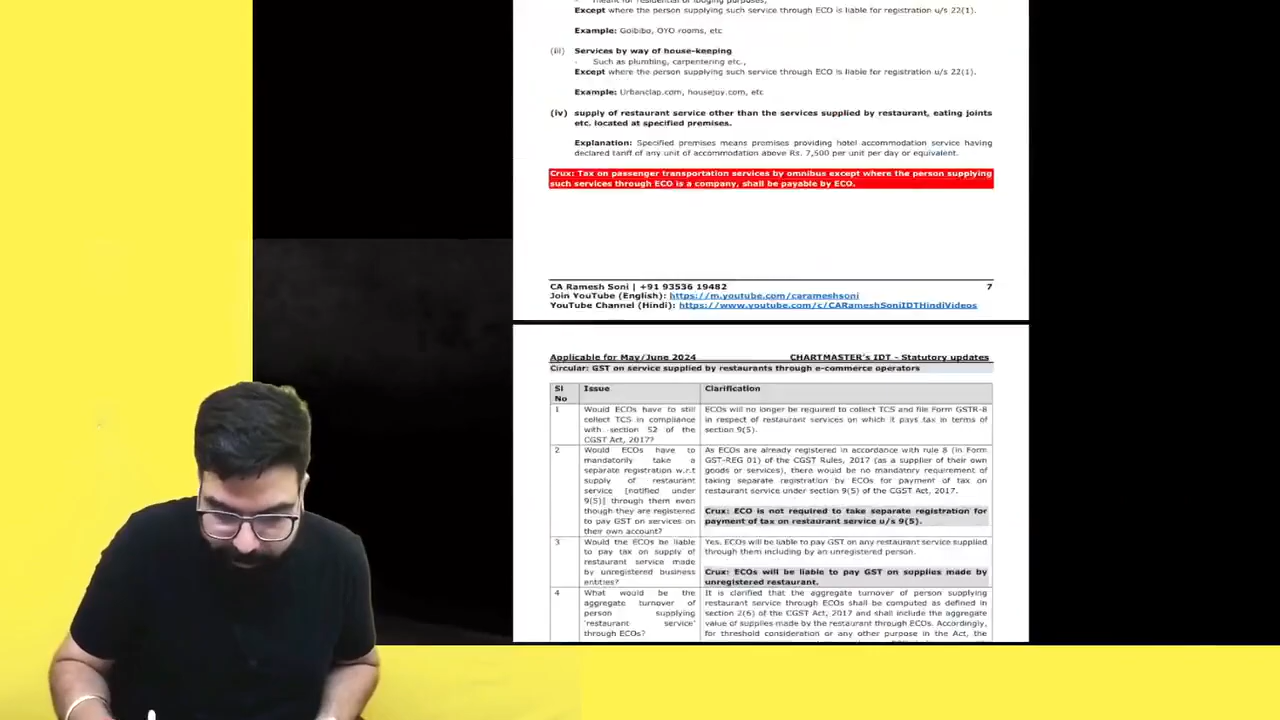 - meant for residential or lodging purposes,
Except where the person supplying such service through ECO is liable for registration u/s 22(1).
Example: Goibibo, OYO rooms, etc
(iii) Services by way of house-keeping
- Such as plumbing, carpentering etc.,
Except where the person supplying such service through ECO is liable for registration u/s 22(1).
Example: Urbanclap.com, housejoy.com, etc
(iv) supply of restaurant service other than the services supplied by restaurant, eating joints
etc. located at specified premises.
Explanation: Specified premises means premises providing hotel accommodation service having
declared tariff of any unit of accommodation above Rs. 7,500 per unit per day or equivalent.
Crux: Tax on passenger transportation services by omnibus except where the person supplying
such services through ECO is a company, shall be payable by ECO.
CA Ramesh Soni | +91 93536 19482 7
Join YouTube (English): https://m.youtube.com/carameshsoni
YouTube Channel (Hindi): https://www.youtube.com/c/CARameshSoniIDTHindiVideos
Applicable for May/June 2024 CHARTMASTER's IDT - Statutory updates
Circular: GST on service supplied by restaurants through e-commerce operators
Sl
No
Issue
Clarification
1
Would ECOs have to still
collect TCS in compliance
with section 52 of the
CGST Act, 2017?
ECOs will no longer be required to collect TCS and file Form GSTR-8
in respect of restaurant services on which it pays tax in terms of
section 9(5).
2
Would ECOs have to
mandatorily take a
separate registration w.r.t
supply of restaurant
service [notified under
9(5)] through them even
though they are registered
to pay GST on services on
their own account?
As ECOs are already registered in accordance with rule 8 (in Form
GST-REG 01) of the CGST Rules, 2017 (as a supplier of their own
goods or services), there would be no mandatory requirement of
taking separate registration by ECOs for payment of tax on
restaurant service under section 9(5) of the CGST Act, 2017.
Crux: ECO is not required to take separate registration for
payment of tax on restaurant service u/s 9(5).
3
Would the ECOs be liable
to pay tax on supply of
restaurant service made
by unregistered business
entities?
Yes, ECOs will be liable to pay GST on any restaurant service supplied
through them including by an unregistered person.
Crux: ECOs will be liable to pay GST on supplies made by
unregistered restaurant.
4
What would be the
aggregate turnover of
person supplying
'restaurant service'
through ECOs?
It is clarified that the aggregate turnover of person supplying
restaurant service through ECOs shall be computed as defined in
section 2(6) of the CGST Act, 2017 and shall include the aggregate
value of supplies made by the restaurant through ECOs. Accordingly,
for threshold consideration or any other purpose in the Act, the